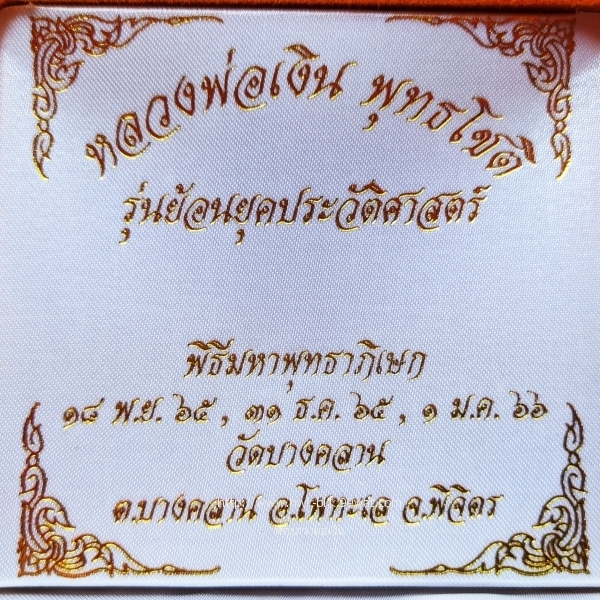 หลวงพ่อเงิน พุทธโชติ
รุ่นย้อนยุคประวัติศาสตร์
พิธีมหาพุทธาภิเษก
๑๘ พ.ย. ๖๕ , ๓๑ ธ.ค. ๖๕ , ๑ ม.ค. ๖๖
วัดบางคลาน
ต.บางคลาน อ.โพทะเล จ.พิจิตร